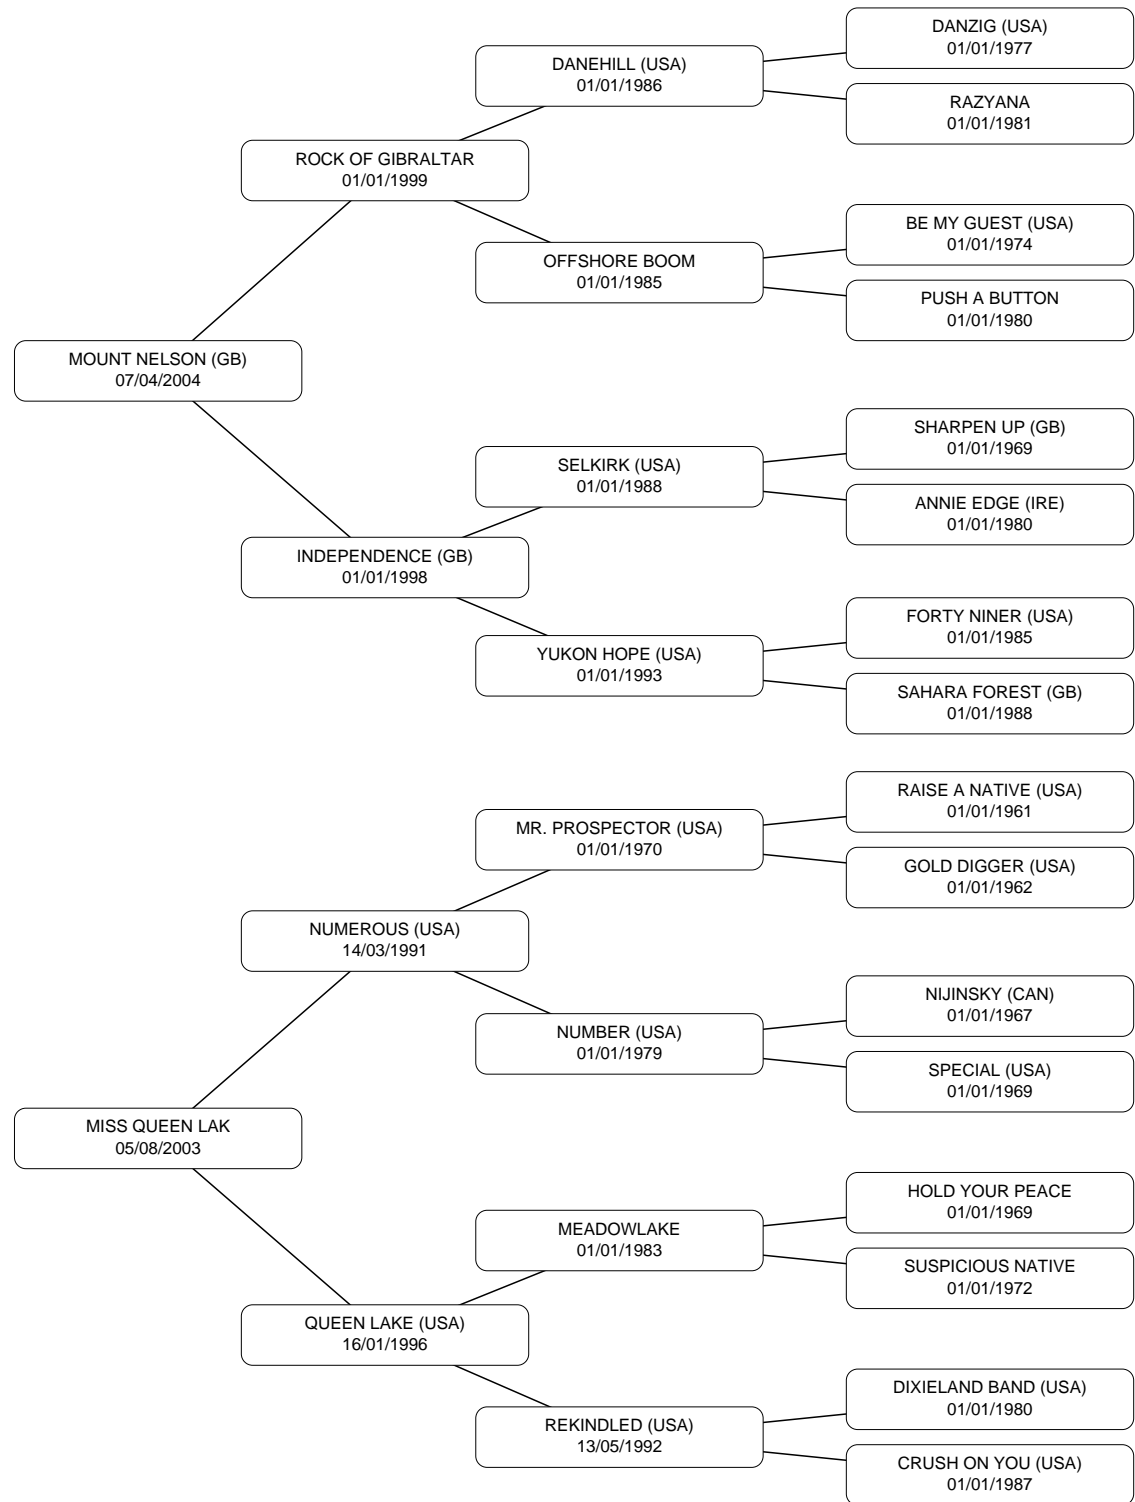 DANZIG (USA)
01/01/1977
DANEHILL (USA)
01/01/1986
RAZYANA
01/01/1981
ROCK OF GIBRALTAR
01/01/1999
BE MY GUEST (USA)
01/01/1974
OFFSHORE BOOM
01/01/1985
PUSH A BUTTON
01/01/1980
MOUNT NELSON (GB)
07/04/2004
SHARPEN UP (GB)
01/01/1969
SELKIRK (USA)
01/01/1988
ANNIE EDGE (IRE)
01/01/1980
INDEPENDENCE (GB)
01/01/1998
FORTY NINER (USA)
01/01/1985
YUKON HOPE (USA)
01/01/1993
SAHARA FOREST (GB)
01/01/1988
RAISE A NATIVE (USA)
01/01/1961
MR. PROSPECTOR (USA)
01/01/1970
GOLD DIGGER (USA)
01/01/1962
NUMEROUS (USA)
14/03/1991
NIJINSKY (CAN)
01/01/1967
NUMBER (USA)
01/01/1979
SPECIAL (USA)
01/01/1969
MISS QUEEN LAK
05/08/2003
HOLD YOUR PEACE
01/01/1969
MEADOWLAKE
01/01/1983
SUSPICIOUS NATIVE
01/01/1972
QUEEN LAKE (USA)
16/01/1996
DIXIELAND BAND (USA)
01/01/1980
REKINDLED (USA)
13/05/1992
CRUSH ON YOU (USA)
01/01/1987